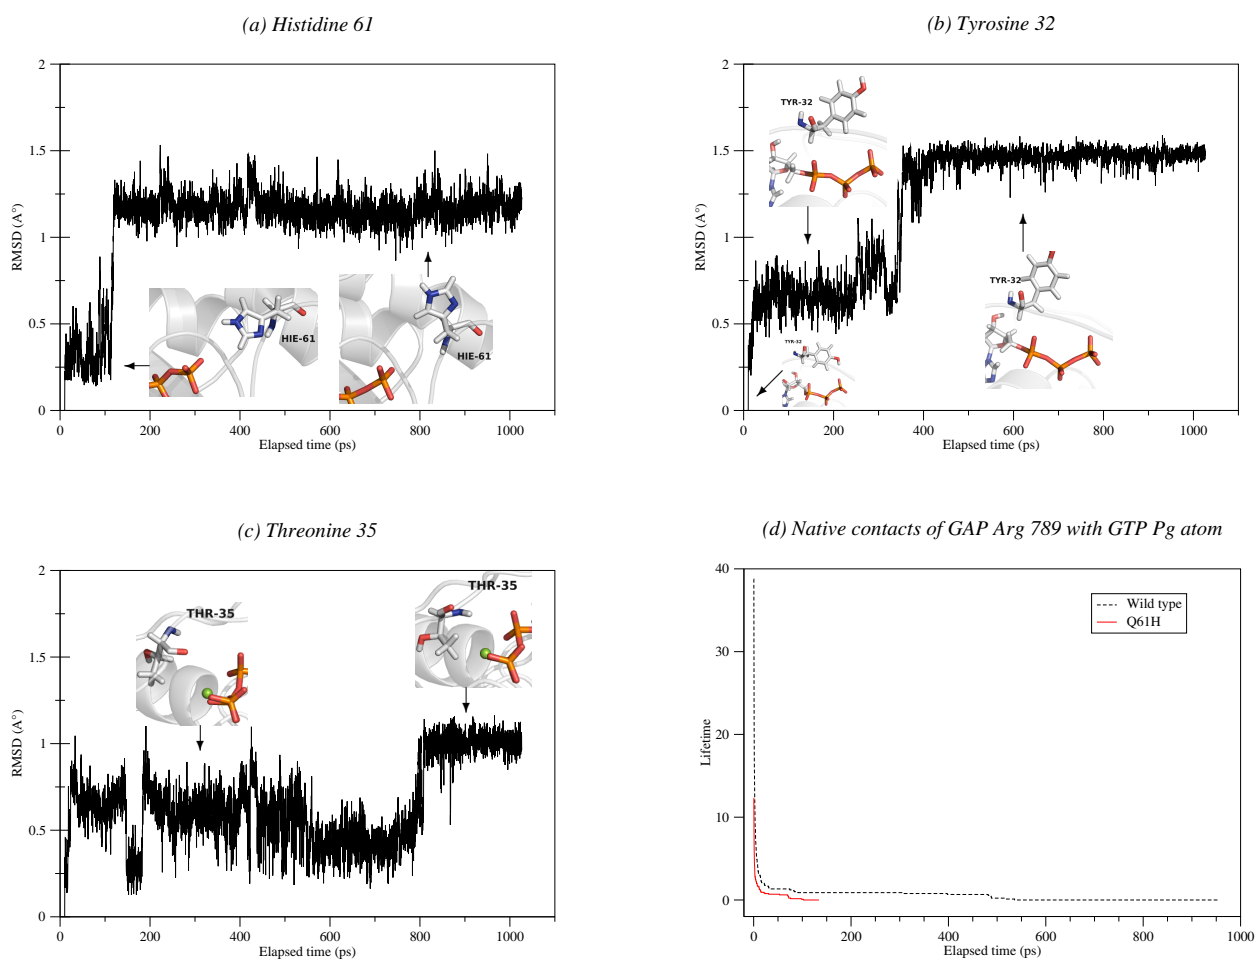 (a) Histidine 61
2
1.5
1
0.5
0
RMSD (A°)
HIE-61
HIE-61
0 200 400 600 800 1000
Elapsed time (ps)
(b) Tyrosine 32
2
1.5
1
0.5
0
RMSD (A°)
TYR-32
TYR-32
TYR-32
0 200 400 600 800 1000
Elapsed time (ps)
(c) Threonine 35
2
1.5
1
0.5
0
RMSD (A°)
THR-35
THR-35
0 200 400 600 800 1000
Elapsed time (ps)
(d) Native contacts of GAP Arg 789 with GTP Pg atom
40
30
20
10
0
Lifetime
Wild type
Q61H
0 200 400 600 800 1000
Elapsed time (ps)